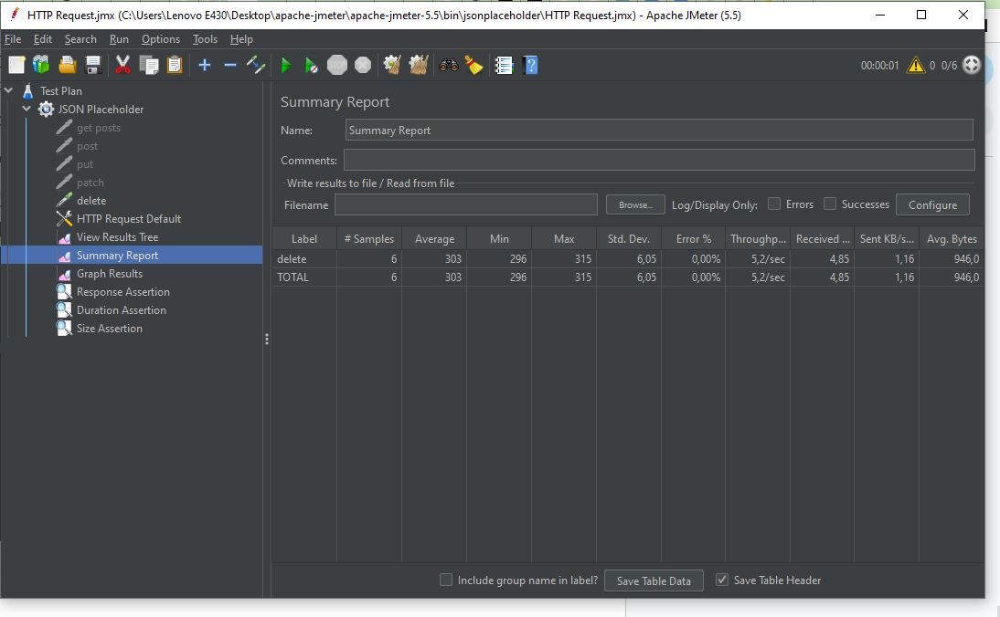 HTTP Request.jmx (C:\Users\Lenovo E430\Desktop\apache-jmeter\apache-jmeter-5.5\bin\jsonplaceholder\HTTP Request.jmx) - Apache JMeter (5.5)
File Edit Search Run Options Tools Help
00:00:01 0 0/6
Test Plan
JSON Placeholder
get posts
post
put
patch
delete
HTTP Request Default
View Results Tree
Summary Report
Graph Results
Response Assertion
Duration Assertion
Size Assertion
Summary Report
Name: Summary Report
Comments:
Write results to file / Read from file
Filename Browse... Log/Display Only: Errors Successes Configure
Label # Samples Average Min Max Std. Dev. Error % Throughp... Received ... Sent KB/s... Avg. Bytes
delete 6 303 296 315 6,05 0,00% 5,2/sec 4,85 1,16 946,0
TOTAL 6 303 296 315 6,05 0,00% 5,2/sec 4,85 1,16 946,0
Include group name in label? Save Table Data Save Table Header